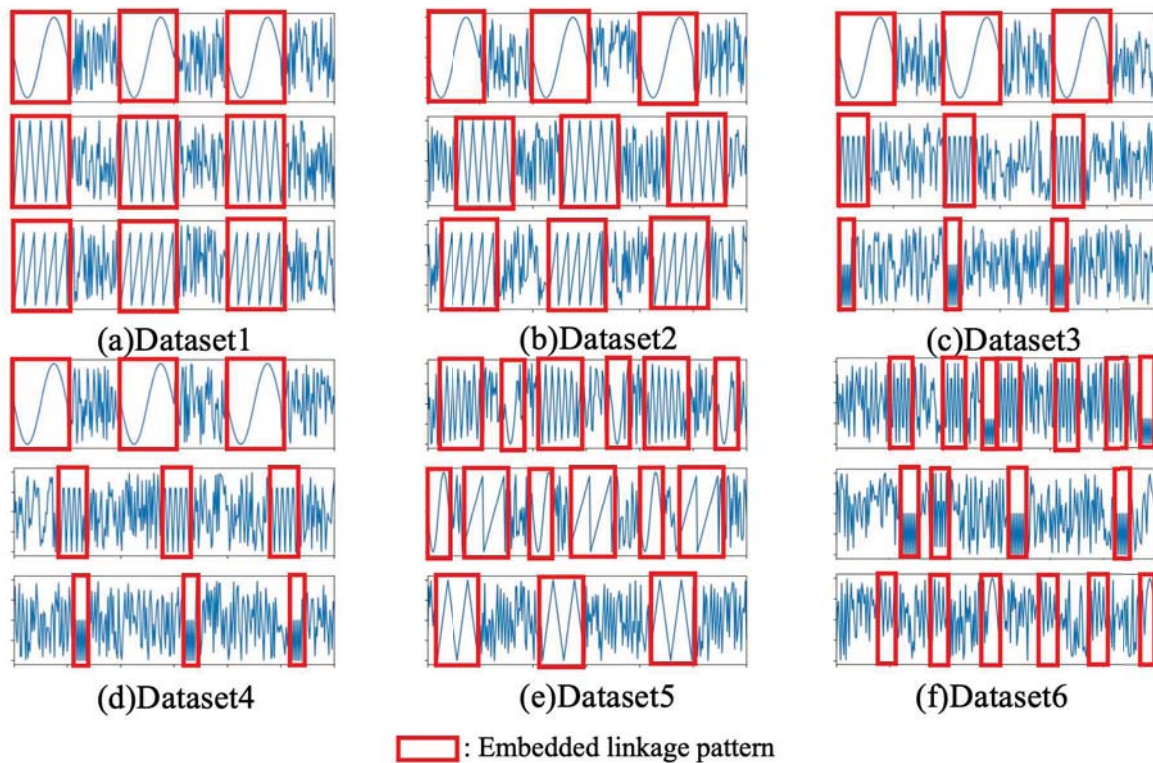 (a)Dataset1
(b)Dataset2
(c)Dataset3
(d)Dataset4
(e)Dataset5
(f)Dataset6
: Embedded linkage pattern